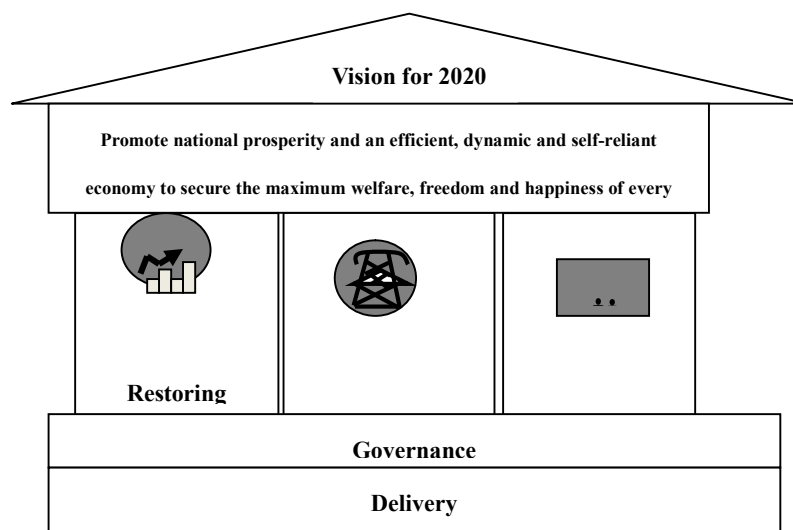 Vision for 2020
Promote national prosperity and an efficient, dynamic and self-reliant
economy to secure the maximum welfare, freedom and happiness of every
Restoring
Governance
Delivery